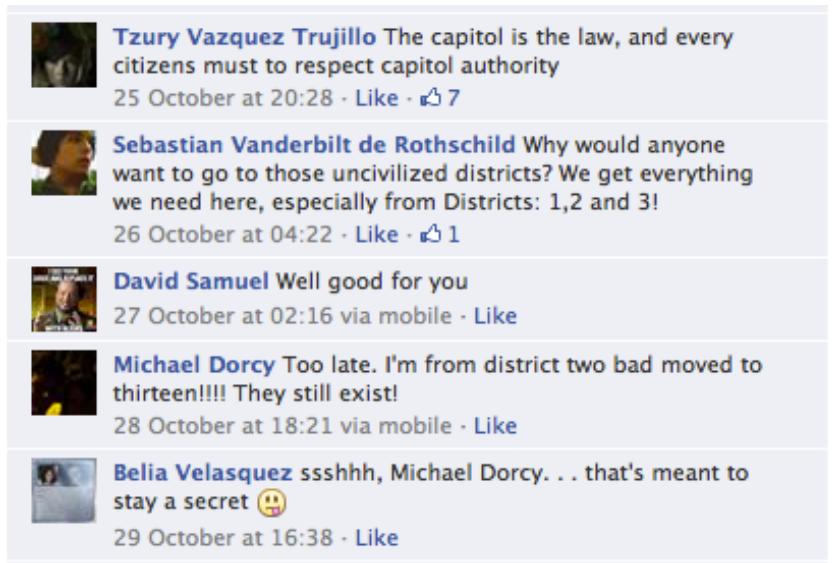 Tzury Vazquez Trujillo The capitol is the law, and every
citizens must to respect capitol authority
25 October at 20:28 · Like · 7
Sebastian Vanderbilt de Rothschild Why would anyone
want to go to those uncivilized districts? We get everything
we need here, especially from Districts: 1,2 and 3!
26 October at 04:22 · Like · 1
David Samuel Well good for you
27 October at 02:16 via mobile · Like
Michael Dorcy Too late. I'm from district two bad moved to
thirteen!!!! They still exist!
28 October at 18:21 via mobile · Like
Belia Velasquez ssshhh, Michael Dorcy. . . that's meant to
stay a secret
29 October at 16:38 · Like